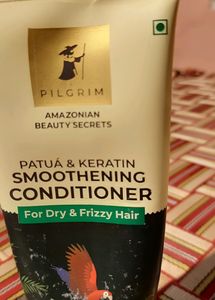 PILGRIM
AMAZONIAN
BEAUTY SECRETS
PATUÁ & KERATIN
SMOOTHENING
CONDITIONER
For Dry & Frizzy Hair